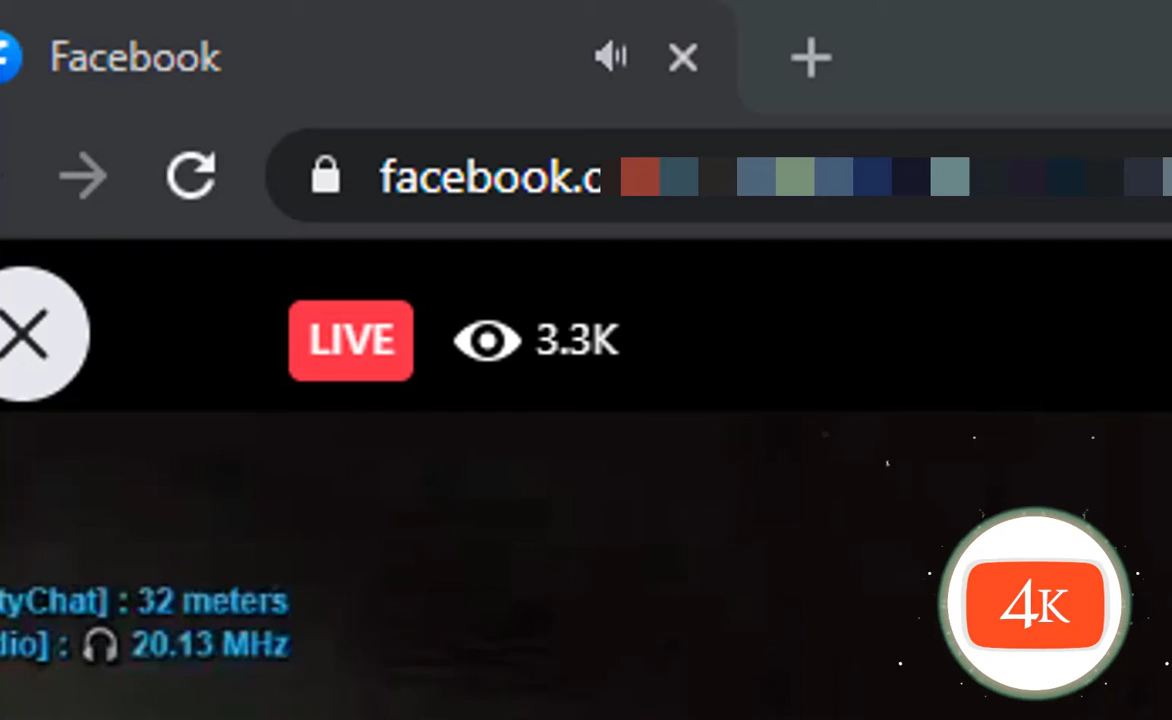 Facebook
facebook.c
LIVE 3.3K
4K
tyChat] : 32 meters
dio] : 20.13 MHz